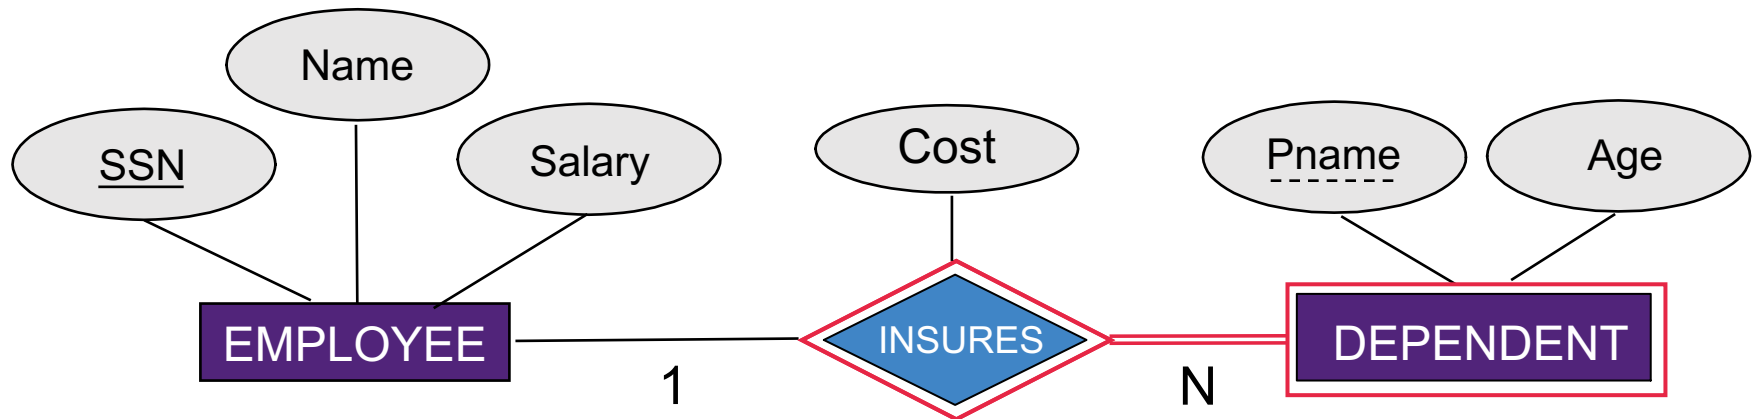 Name
SSN
Salary
Cost
Pname
Age
EMPLOYEE
INSURES
DEPENDENT
1
N